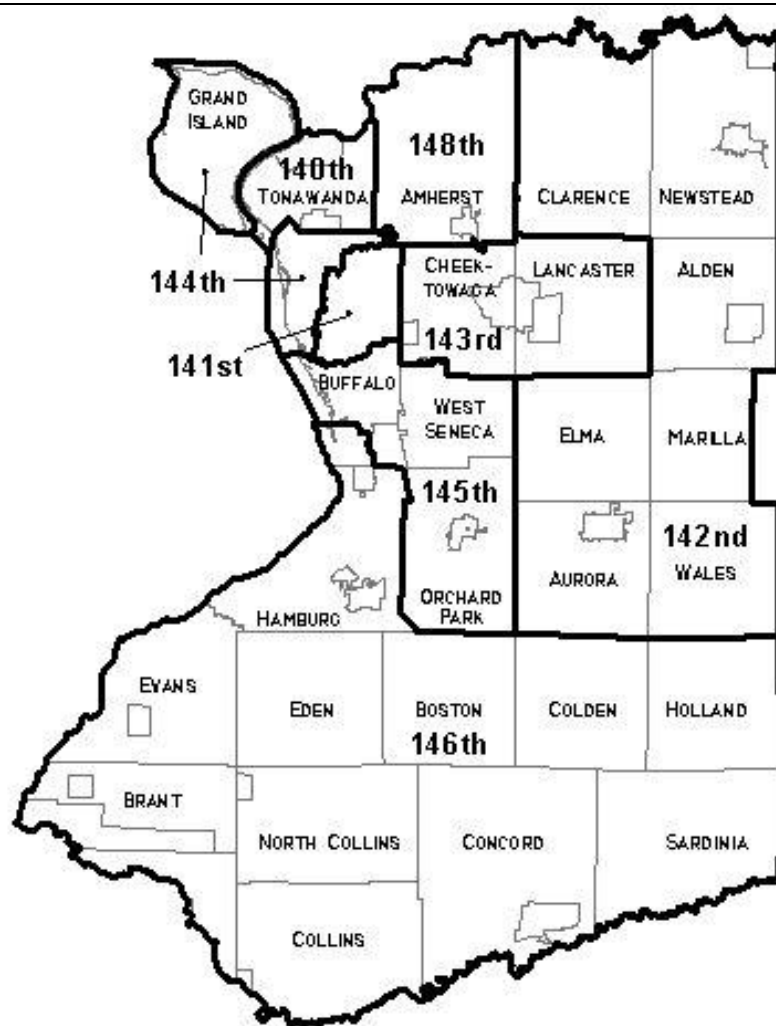 GRAND
ISLAND
140th
TONAWANDA
148th
AMHERST
CLARENCE
NEWSTEAD
144th
CHEEK-
TOWAGA
LANCASTER
ALDEN
143rd
141st
BUFFALO
WEST
SENECA
ELMA
MARILLA
145th
142nd
AURORA
WALES
ORCHARD
PARK
HAMBURG
EVANS
EDEN
BOSTON
COLDEN
HOLLAND
146th
BRANT
NORTH COLLINS
CONCORD
SARDINIA
COLLINS